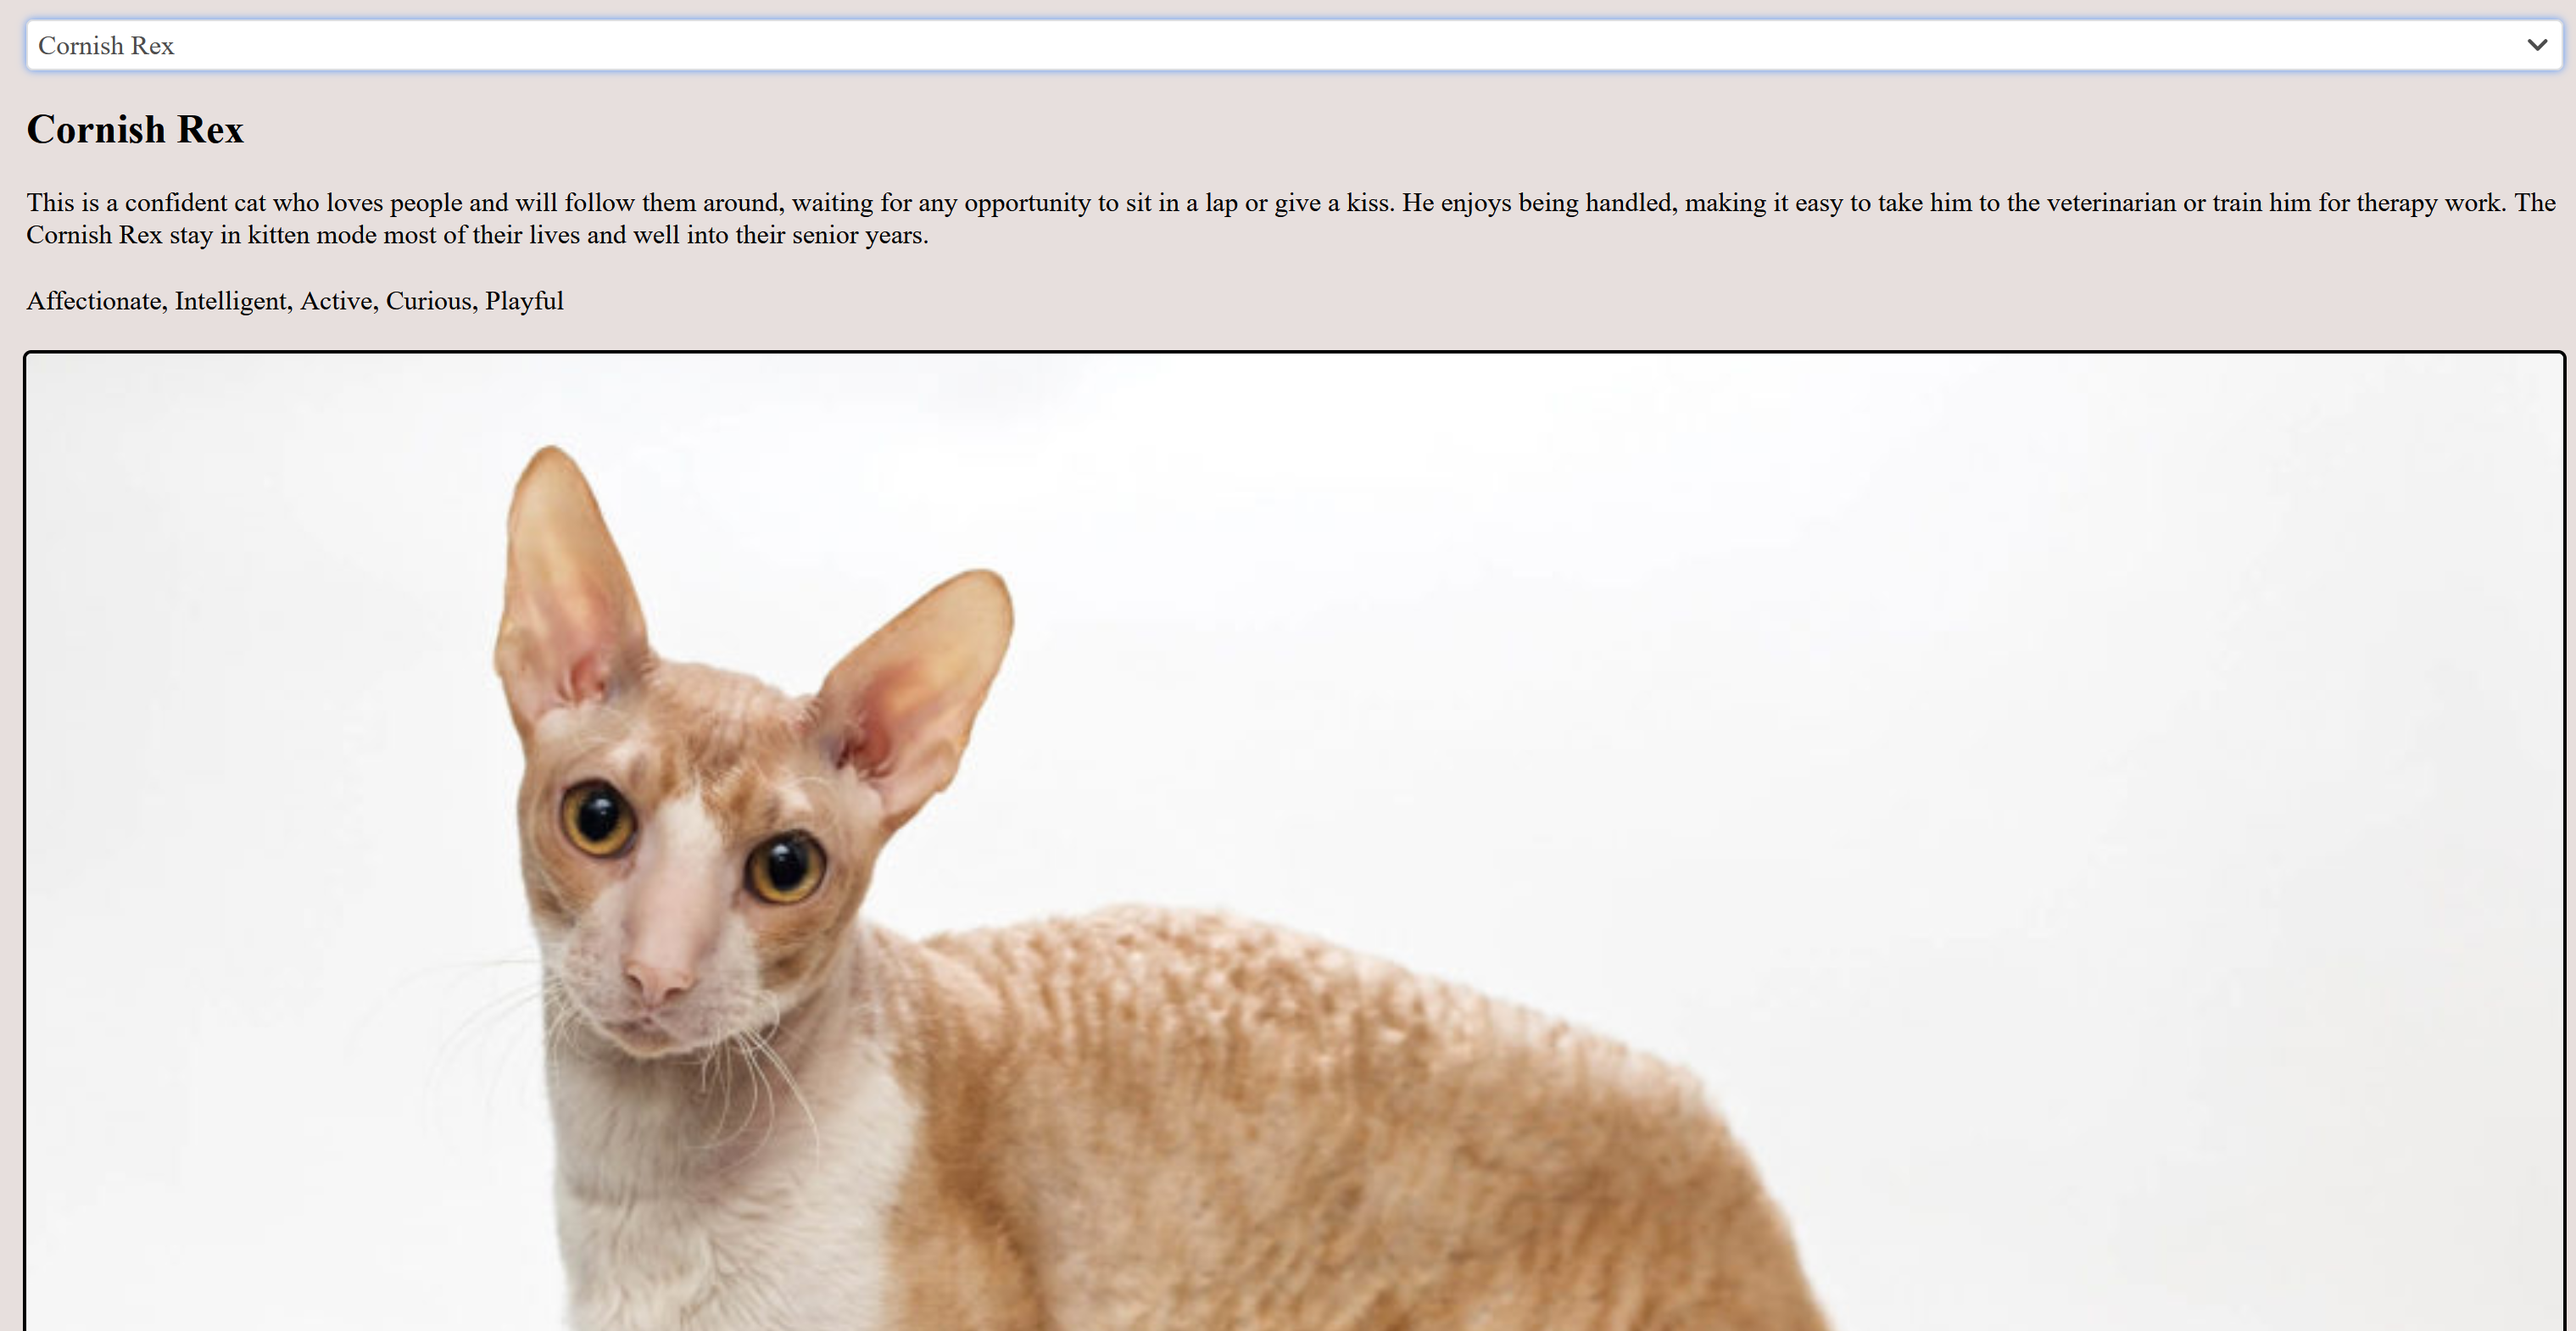 Cornish Rex
Cornish Rex
This is a confident cat who loves people and will follow them around, waiting for any opportunity to sit in a lap or give a kiss. He enjoys being handled, making it easy to take him to the veterinarian or train him for therapy work. The
Cornish Rex stay in kitten mode most of their lives and well into their senior years.
Affectionate, Intelligent, Active, Curious, Playful